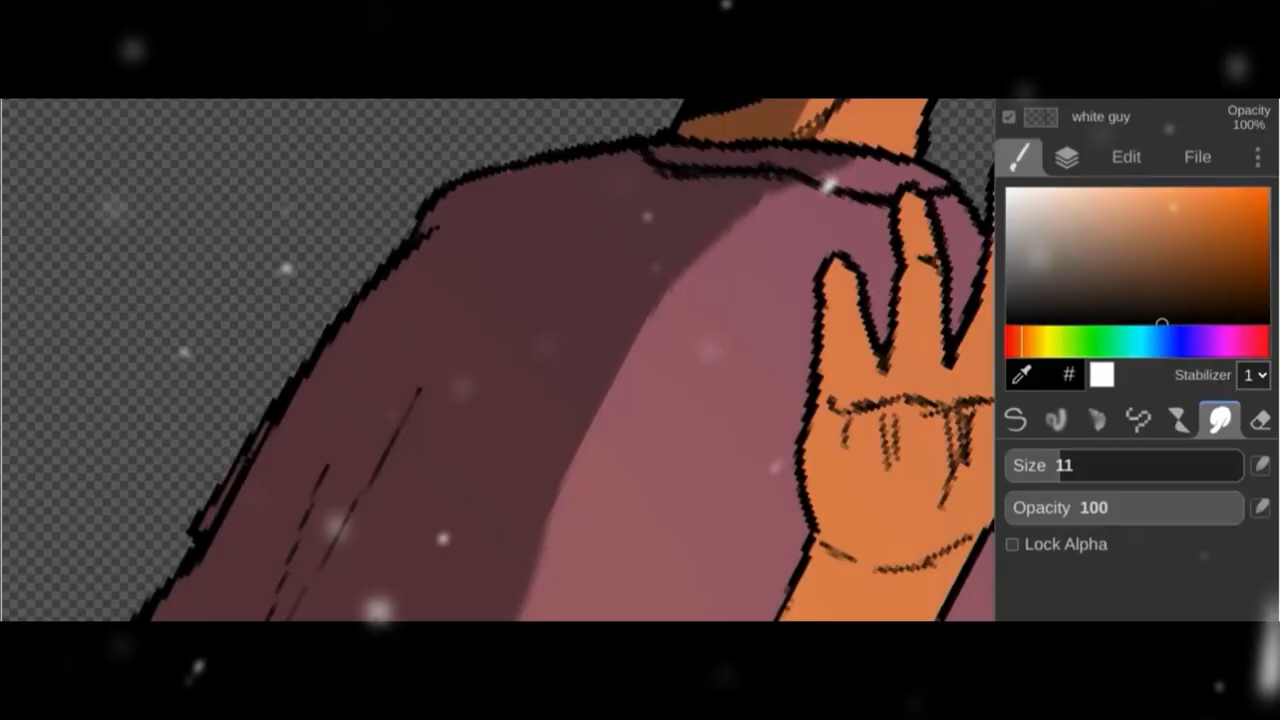 white guy
Opacity
100%
Edit
File
#
Stabilizer 1
Size 11
Opacity 100
Lock Alpha